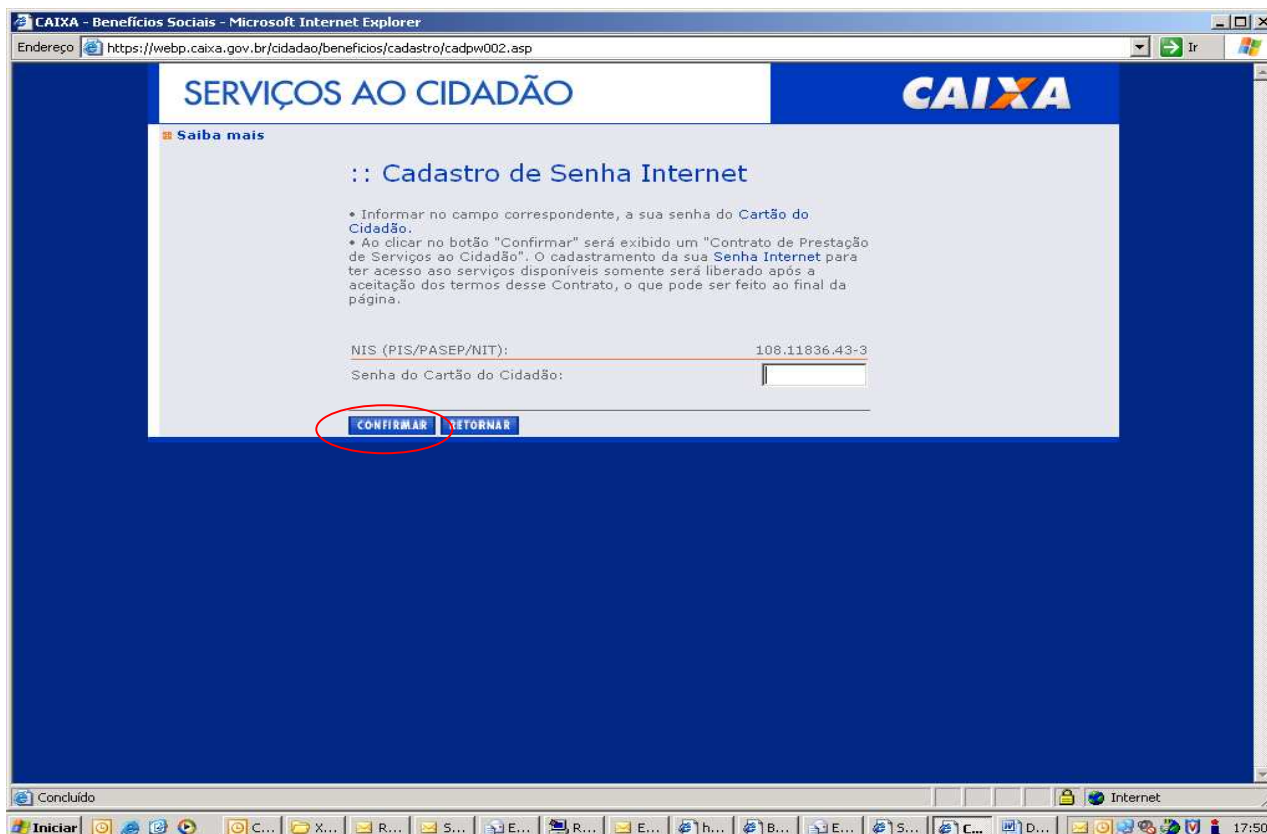 CAIXA - Benefícios Sociais - Microsoft Internet Explorer
Endereço https://webp.caixa.gov.br/cidadao/beneficios/cadastro/cadpw002.asp Ir
SERVIÇOS AO CIDADÃO CAIXA
Saiba mais
:: Cadastro de Senha Internet
• Informar no campo correspondente, a sua senha do Cartão do
Cidadão.
• Ao clicar no botão "Confirmar" será exibido um "Contrato de Prestação
de Serviços ao Cidadão". O cadastramento da sua Senha Internet para
ter acesso aso serviços disponíveis somente será liberado após a
aceitação dos termos desse Contrato, o que pode ser feito ao final da
página.
NIS (PIS/PASEP/NIT): 108.11836.43-3
Senha do Cartão do Cidadão:
CONFIRMAR RETORNAR
Concluído Internet
Iniciar C... X... R... S... E... R... E... h... B... E... S... C... D... 17:50